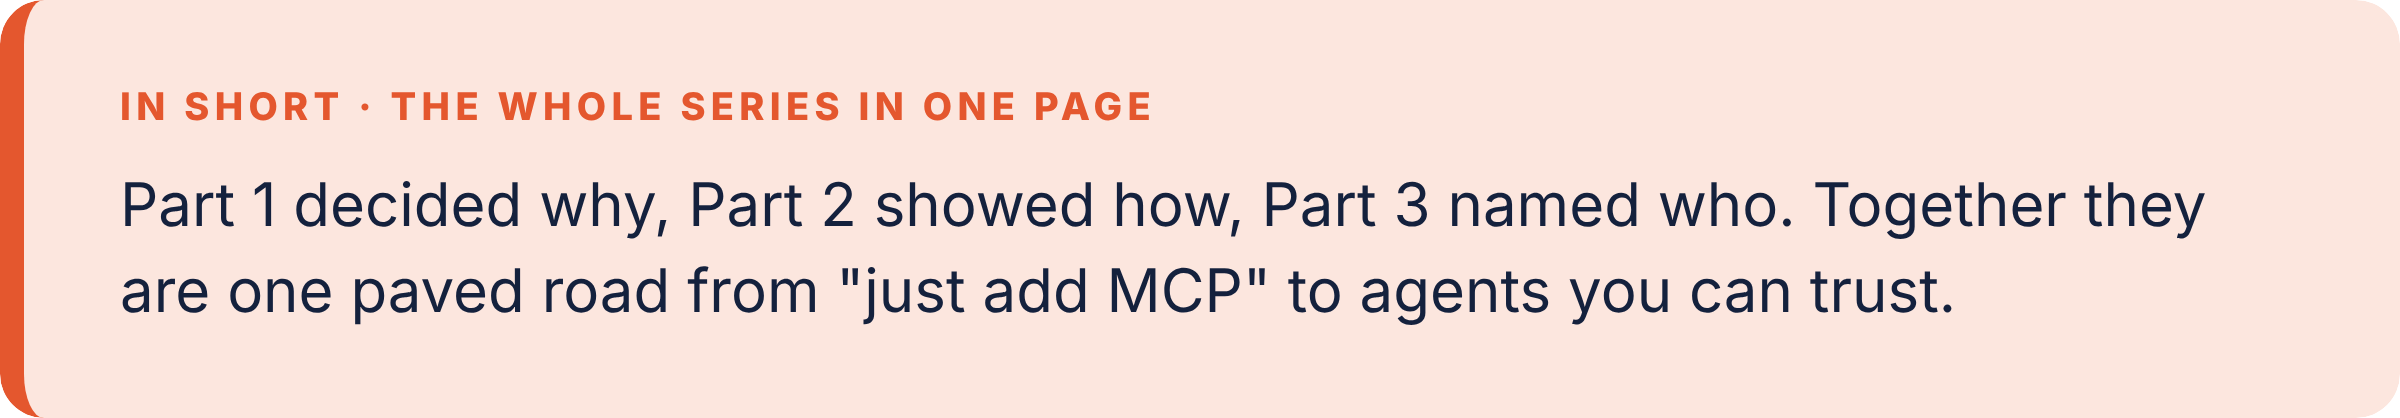 IN SHORT · THE WHOLE SERIES IN ONE PAGE
Part 1 decided why, Part 2 showed how, Part 3 named who. Together they
are one paved road from "just add MCP" to agents you can trust.